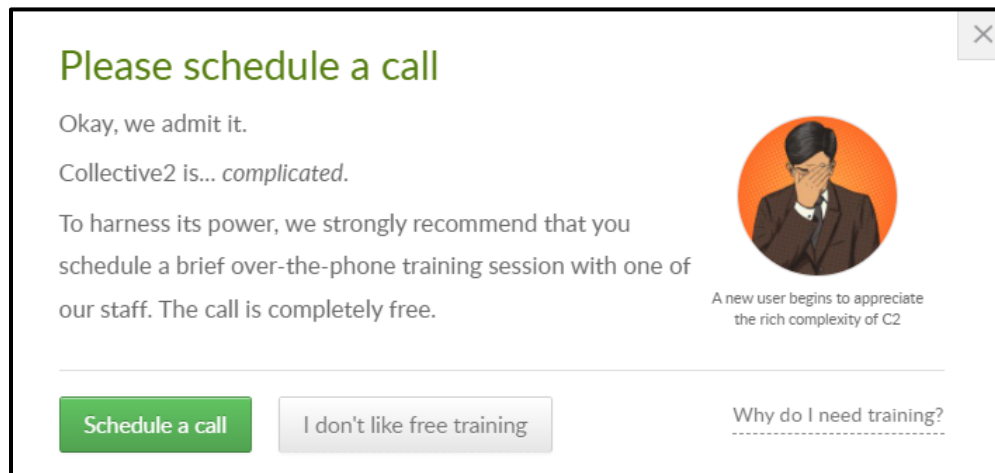 Please schedule a call
Okay, we admit it.
Collective2 is... complicated.
To harness its power, we strongly recommend that you
schedule a brief over-the-phone training session with one of
our staff. The call is completely free.
A new user begins to appreciate
the rich complexity of C2
Schedule a call
I don't like free training
Why do I need training?